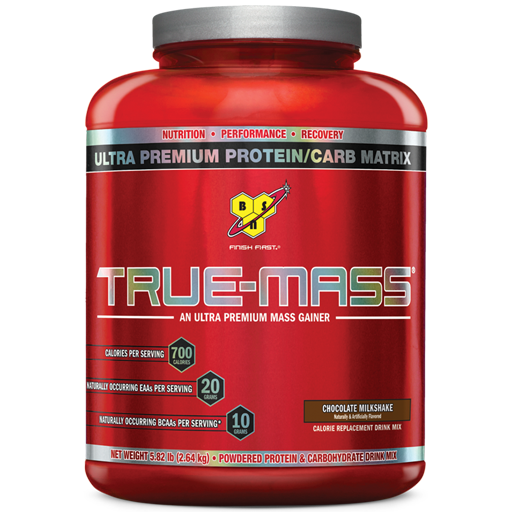 NUTRITION • PERFORMANCE • RECOVERY
ULTRA PREMIUM PROTEIN/CARB MATRIX
BSN
FINISH FIRST.®
TRUE-MASS®
AN ULTRA PREMIUM MASS GAINER
CALORIES PER SERVING 700 CALORIES
NATURALLY OCCURRING EAAs PER SERVING 20 GRAMS
NATURALLY OCCURRING BCAAs PER SERVING* 10 GRAMS
CHOCOLATE MILKSHAKE
Naturally & Artificially Flavored
CALORIE REPLACEMENT DRINK MIX
NET WEIGHT 5.82 lb (2.64 kg) • POWDERED PROTEIN & CARBOHYDRATE DRINK MIX